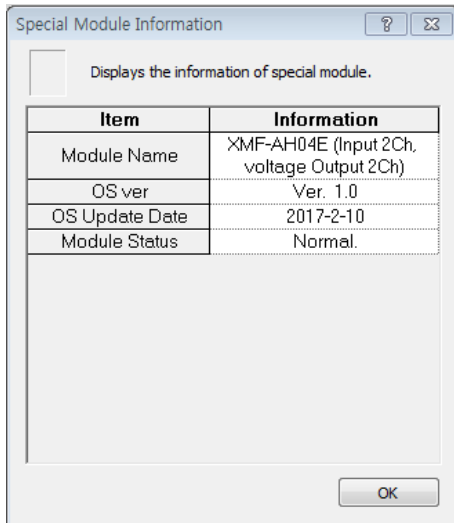 Special Module Information
Displays the information of special module.
Item Information
Module Name XMF-AH04E (Input 2Ch,
voltage Output 2Ch)
OS ver Ver. 1.0
OS Update Date 2017-2-10
Module Status Normal.
OK